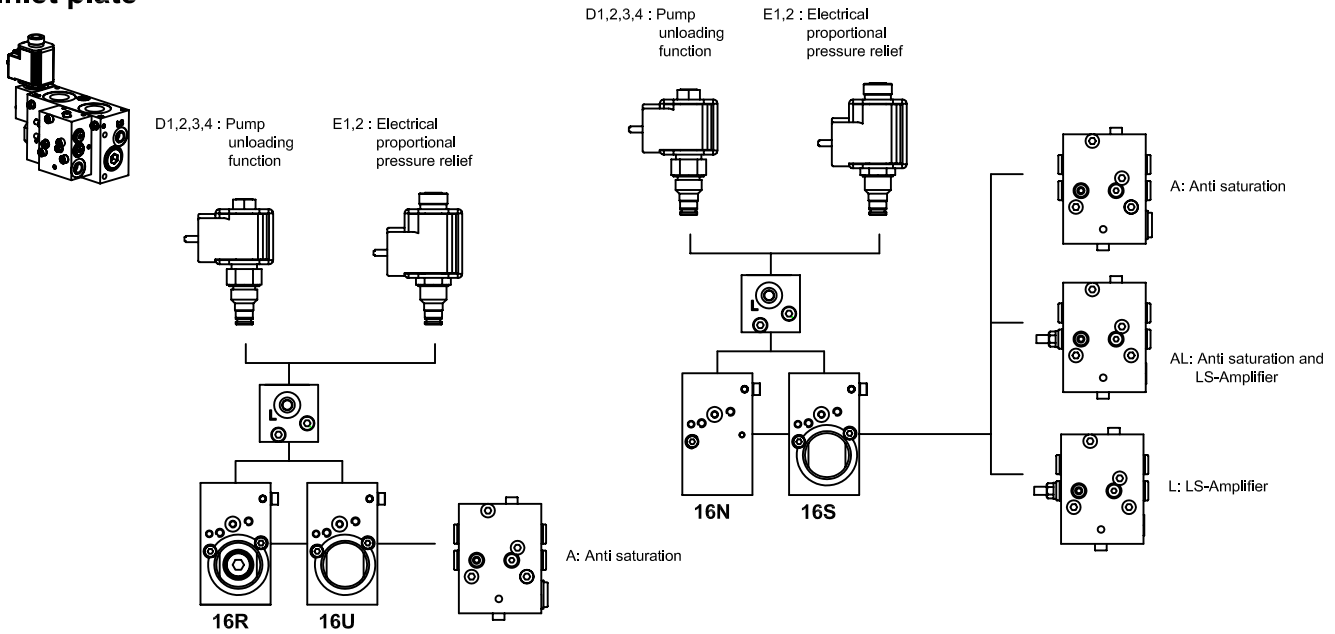 D1,2,3,4 : Pump
unloading
function
E1,2 : Electrical
proportional
pressure relief
L
16R
16U
A: Anti saturation
D1,2,3,4 : Pump
unloading
function
E1,2 : Electrical
proportional
pressure relief
L
16N
16S
A: Anti saturation
AL: Anti saturation and
LS-Amplifier
L: LS-Amplifier